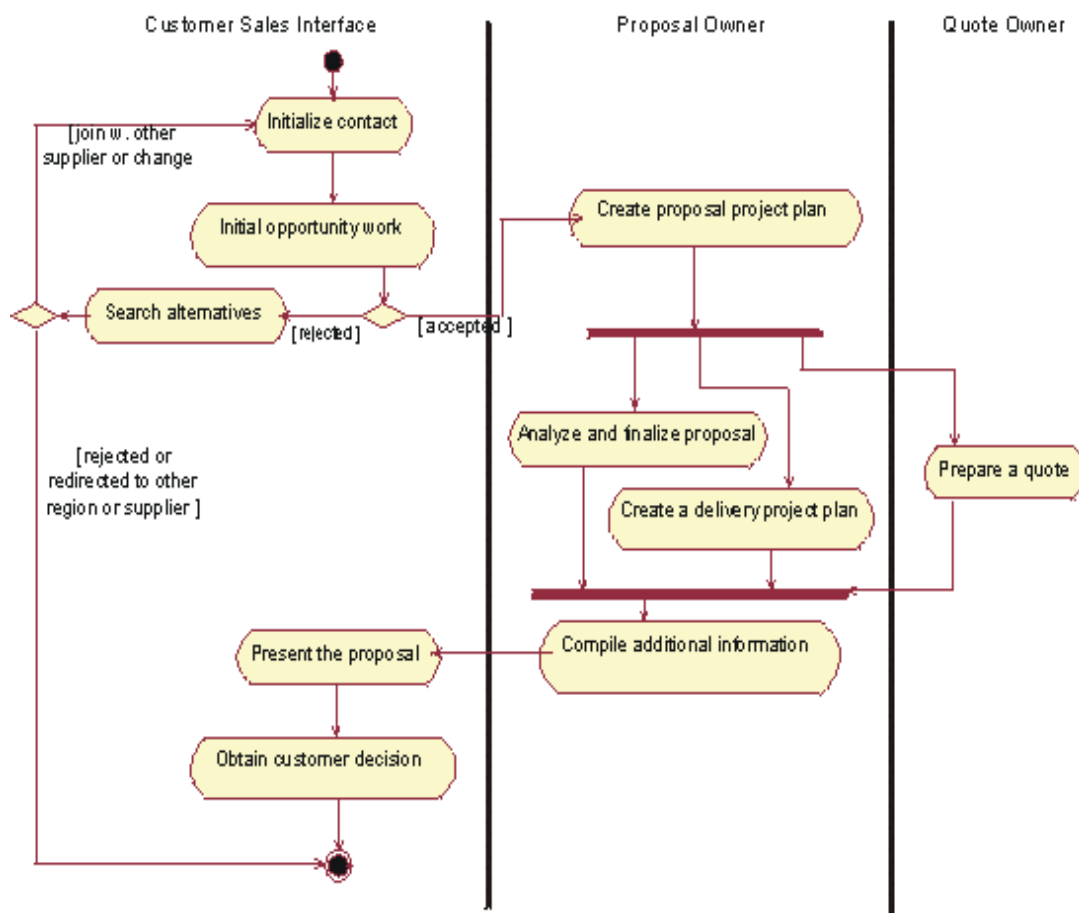 Customer Sales Interface
Proposal Owner
Quote Owner
Initialize contact
[join w. other
supplier or change
Initial opportunity work
Create proposal project plan
Search alternatives
[rejected]
[accepted ]
Analyze and finalize proposal
[rejected or
redirected to other
region or supplier ]
Prepare a quote
Create a delivery project plan
Compile additional information
Present the proposal
Obtain customer decision